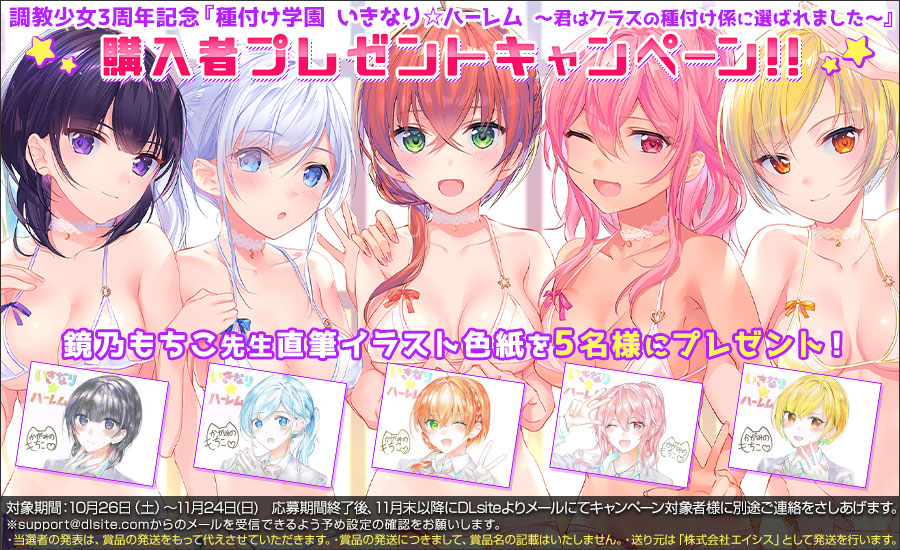 調教少女3周年記念『種付け学園 いきなり☆ハーレム ～君はクラスの種付け係に選ばれました～』
購入者プレゼントキャンペーン!!
鏡乃もちこ先生直筆イラスト色紙を5名様にプレゼント！
いきなり☆ハーレム
かがみのもちこ♡
いきなり☆ハーレム
かがみのもちこ♡
いきなり☆ハーレム
かがみのもちこ♡
いきなり☆ハーレム
かがみのもちこ♡
いきなり☆ハーレム
かがみのもちこ♡
対象期間：10月26日（土）～11月24日(日)　応募期間終了後、11月末以降にDLsiteよりメールにてキャンペーン対象者様に別途ご連絡をさしあげます。
※support@dlsite.comからのメールを受信できるよう予め設定の確認をお願いします。
・当選者の発表は、賞品の発送をもって代えさせていただきます。・賞品の発送につきまして、賞品名の記載はいたしません。・送り元は「株式会社エイシス」として発送を行います。